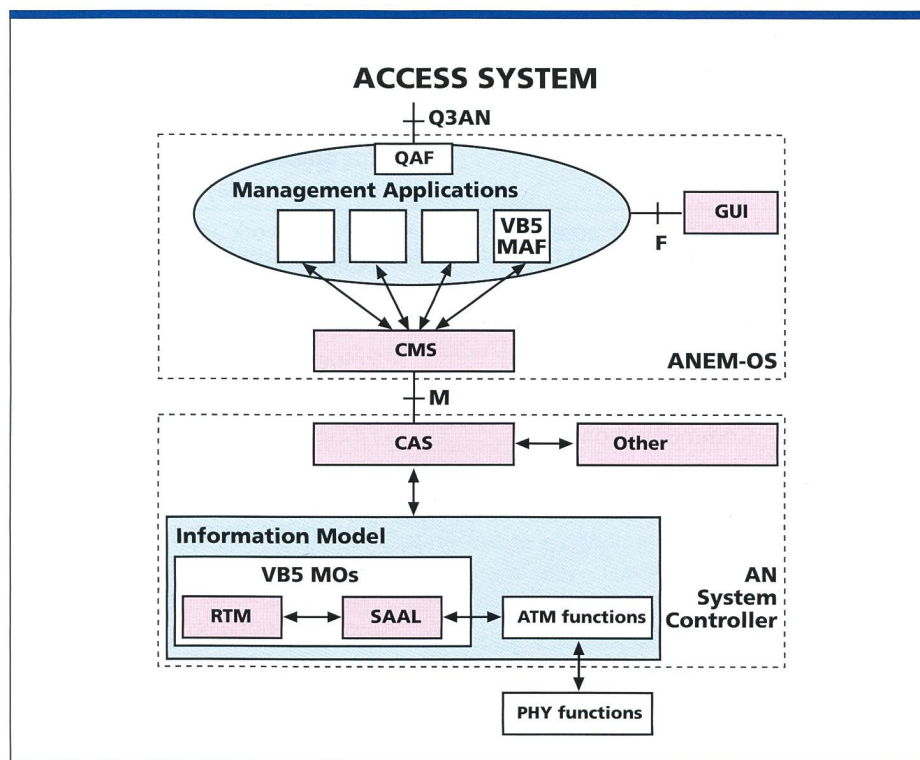 ACCESS SYSTEM
Q3AN
QAF
Management Applications
VB5
MAF
GUI
F
CMS
ANEM-OS
M
CAS
Other
Information Model
VB5 MOs
RTM
SAAL
ATM functions
AN
System
Controller
PHY functions